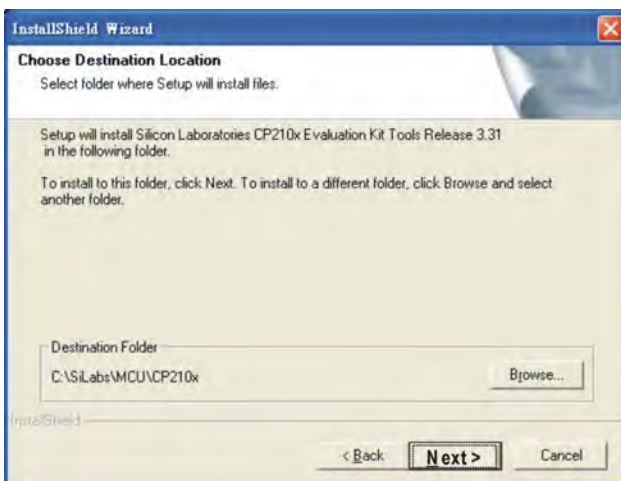 InstallShield Wizard
Choose Destination Location
Select folder where Setup will install files.
Setup will install Silicon Laboratories CP210x Evaluation Kit Tools Release 3.31
in the following folder.
To install to this folder, click Next. To install to a different folder, click Browse and select
another folder.
Destination Folder
C:\SiLabs\MCU\CP210x
Browse...
InstallShield
< Back
Next >
Cancel